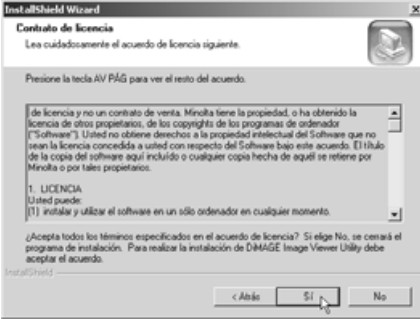 InstallShield Wizard
Contrato de licencia
Lea cuidadosamente el acuerdo de licencia siguiente.
Presione la tecla AV PÁG para ver el resto del acuerdo.
de licencia y no un contrato de venta. Minolta tiene la propiedad, o ha obtenido la
licencia de otros propietarios, de los copyrights de los programas de ordenador
("Software"). Usted no obtiene derechos a la propiedad intelectual del Software que no
sean la licencia concedida a usted con respecto del Software bajo este acuerdo. El título
de la copia del software aquí incluído o cualquier copia hecha de aquél se retiene por
Minolta o por tales propietarios.
1. LICENCIA
Usted puede:
(1) instalar y utilizar el software en un sólo ordenador en cualquier momento.
¿Acepta todos los términos especificados en el acuerdo de licencia? Si elige No, se cerrará el
programa de instalación. Para realizar la instalación de DiMAGE Image Viewer Utility debe
aceptar el acuerdo.
InstallShield
< Atrás Sí No